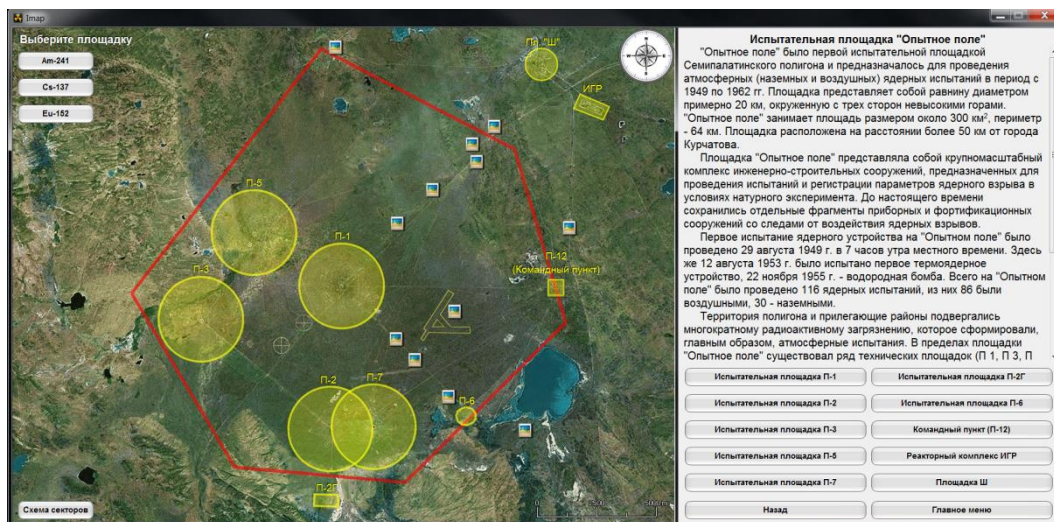 Imap
Выберите площадку
Am-241
Cs-137
Eu-152
Пл. "Ш"
ИГР
П-5
П-1
П-3
П-12
(Командный пункт)
П-2
П-7
П-6
П-2Г
Схема секторов
Испытательная площадка "Опытное поле"
"Опытное поле" было первой испытательной площадкой
Семипалатинского полигона и предназначалось для проведения
атмосферных (наземных и воздушных) ядерных испытаний в период с
1949 по 1962 гг. Площадка представляет собой равнину диаметром
примерно 20 км, окруженную с трех сторон невысокими горами.
"Опытное поле" занимает площадь размером около 300 км², периметр
- 64 км. Площадка расположена на расстоянии более 50 км от города
Курчатова.
Площадка "Опытное поле" представляла собой крупномасштабный
комплекс инженерно-строительных сооружений, предназначенных для
проведения испытаний и регистрации параметров ядерного взрыва в
условиях натурного эксперимента. До настоящего времени
сохранились отдельные фрагменты приборных и фортификационных
сооружений со следами от воздействия ядерных взрывов.
Первое испытание ядерного устройства на "Опытном поле" было
проведено 29 августа 1949 г. в 7 часов утра местного времени. Здесь
же 12 августа 1953 г. было испытано первое термоядерное
устройство, 22 ноября 1955 г. - водородная бомба. Всего на "Опытном
поле" было проведено 116 ядерных испытаний, из них 86 были
воздушными, 30 - наземными.
Территория полигона и прилегающие районы подвергались
многократному радиоактивному загрязнению, которое сформировали,
главным образом, атмосферные испытания. В пределах площадки
"Опытное поле" существовал ряд технических площадок (П 1, П 3, П
Испытательная площадка П-1
Испытательная площадка П-2Г
Испытательная площадка П-2
Испытательная площадка П-6
Испытательная площадка П-3
Командный пункт (П-12)
Испытательная площадка П-5
Реакторный комплекс ИГР
Испытательная площадка П-7
Площадка Ш
Назад
Главное меню